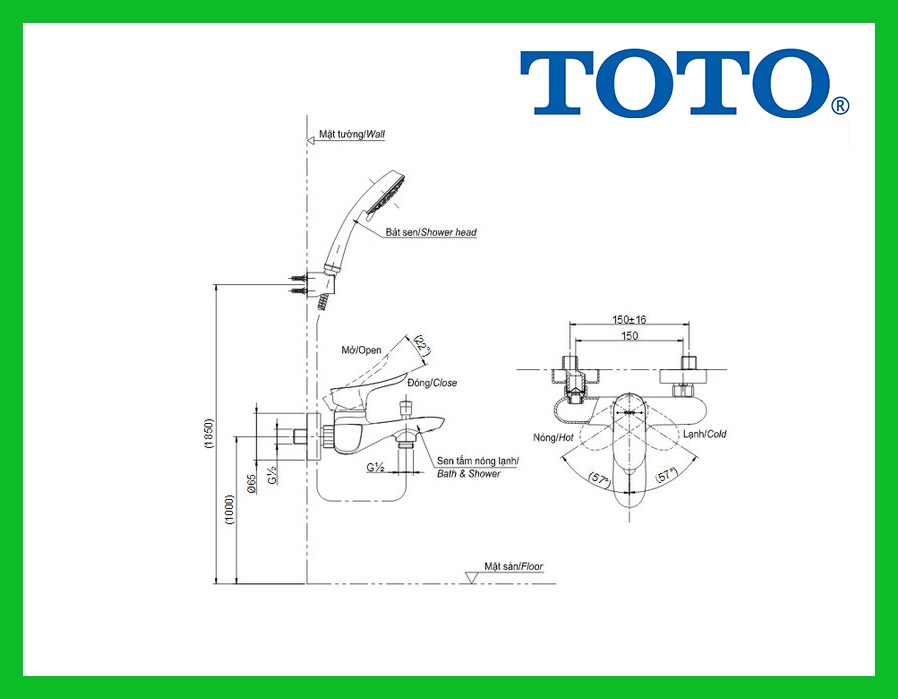 TOTO®
Mặt tường/Wall
Bát sen/Shower head
150±16
150
Mở/Open
(22°)
Đóng/Close
(1850)
Nóng/Hot
Lạnh/Cold
Sen tắm nóng lạnh/
Bath & Shower
G½
G½
Ø65
(57°)
(57°)
(1000)
Mặt sàn/Floor